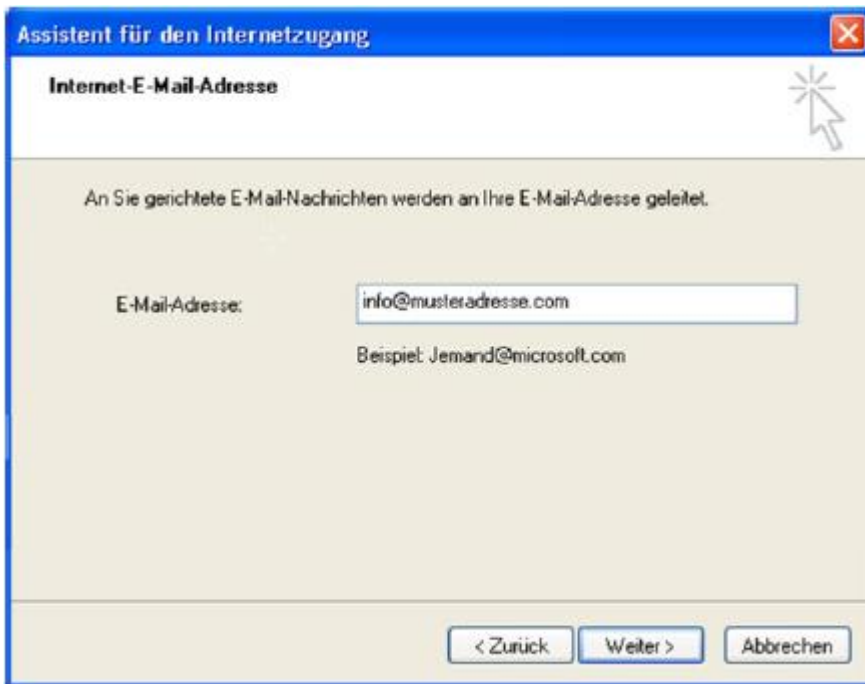 Assistent für den Internetzugang
Internet-E-Mail-Adresse
An Sie gerichtete E-Mail-Nachrichten werden an Ihre E-Mail-Adresse geleitet.
E-Mail-Adresse: info@musteradresse.com
Beispiel: Jemand@microsoft.com
< Zurück Weiter > Abbrechen